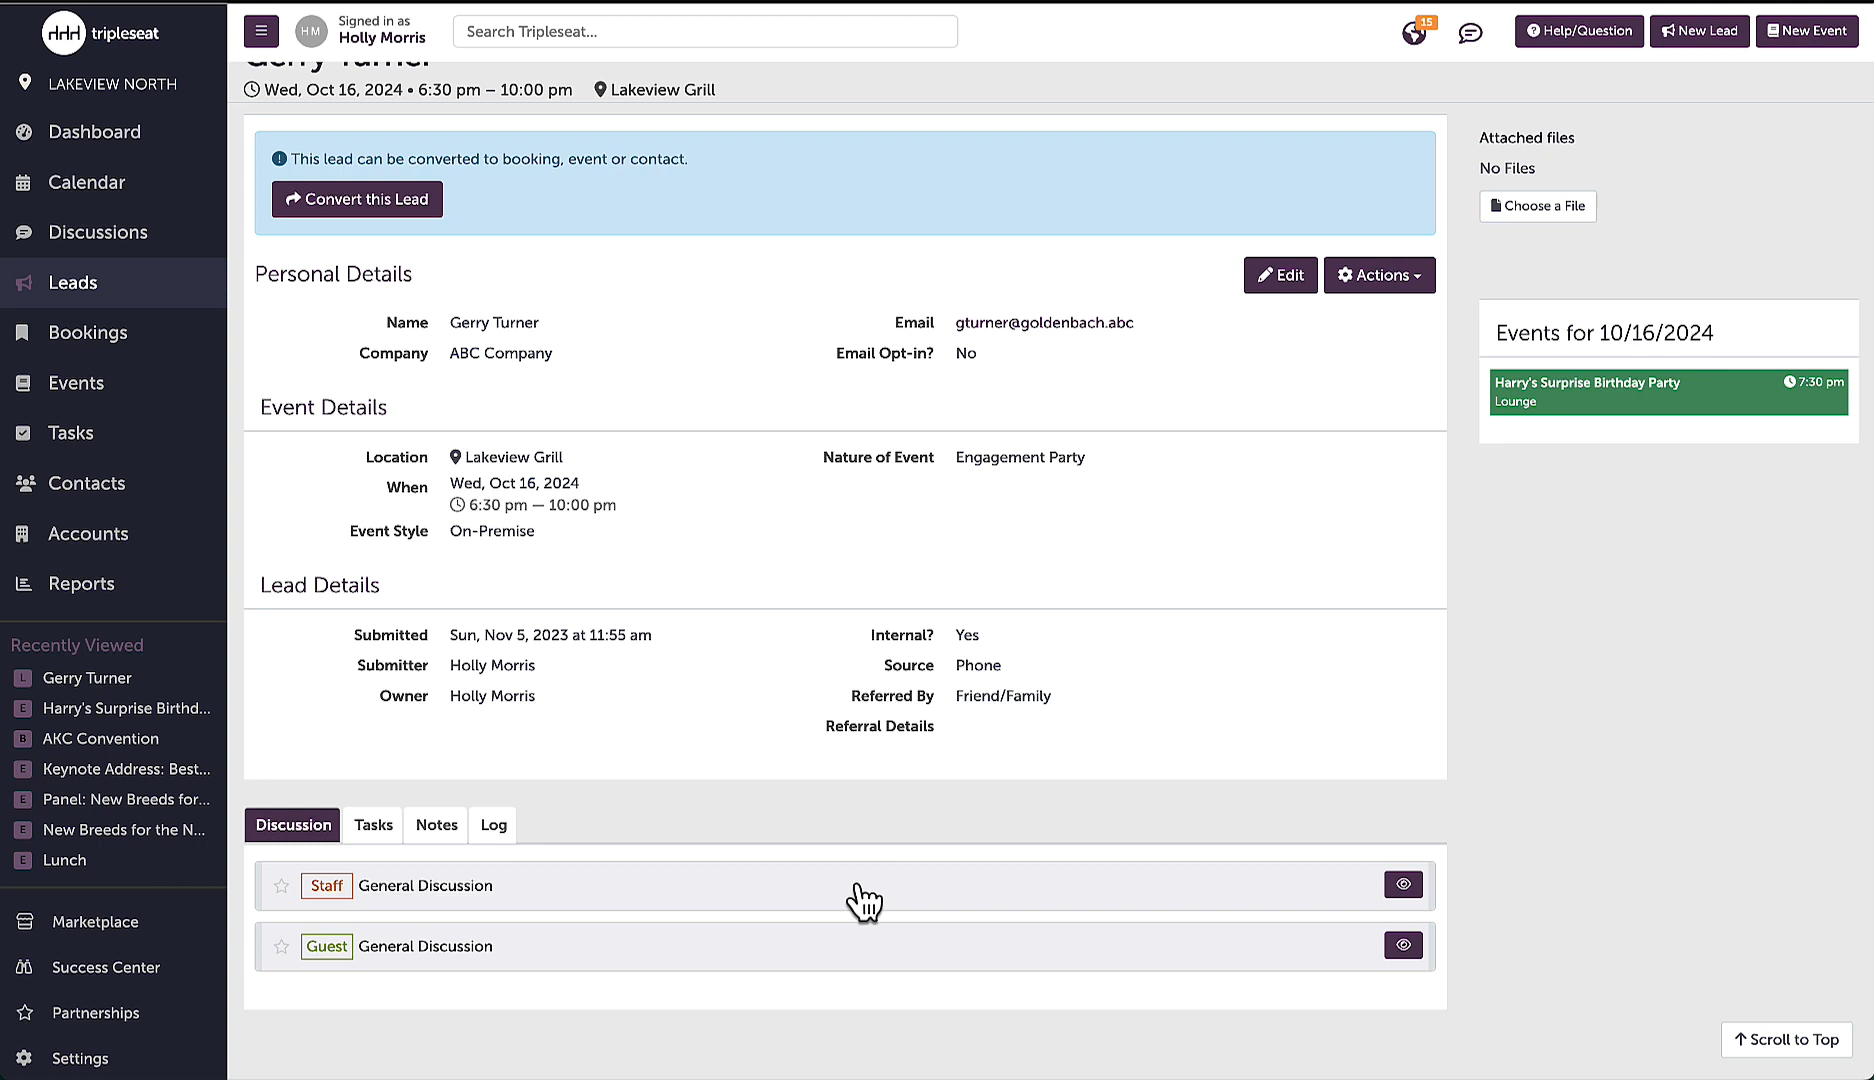 tripleseat
LAKEVIEW NORTH
Dashboard
Calendar
Discussions
Leads
Bookings
Events
Tasks
Contacts
Accounts
Reports
Recently Viewed
L Gerry Turner
E Harry's Surprise Birthd...
B AKC Convention
E Keynote Address: Best...
E Panel: New Breeds for...
E New Breeds for the N...
E Lunch
Marketplace
Success Center
Partnerships
Settings
HM
Signed in as
Holly Morris
Search Tripleseat...
15
Help/Question
New Lead
New Event
Gerry Turner
Wed, Oct 16, 2024 • 6:30 pm – 10:00 pm Lakeview Grill
This lead can be converted to booking, event or contact.
Convert this Lead
Personal Details
Edit
Actions
Name Gerry Turner
Email gturner@goldenbach.abc
Company ABC Company
Email Opt-in? No
Event Details
Location Lakeview Grill
Nature of Event Engagement Party
When Wed, Oct 16, 2024
6:30 pm — 10:00 pm
Event Style On-Premise
Lead Details
Submitted Sun, Nov 5, 2023 at 11:55 am
Internal? Yes
Submitter Holly Morris
Source Phone
Owner Holly Morris
Referred By Friend/Family
Referral Details
Discussion
Tasks
Notes
Log
Staff General Discussion
Guest General Discussion
Attached files
No Files
Choose a File
Events for 10/16/2024
Harry's Surprise Birthday Party 7:30 pm
Lounge
Scroll to Top